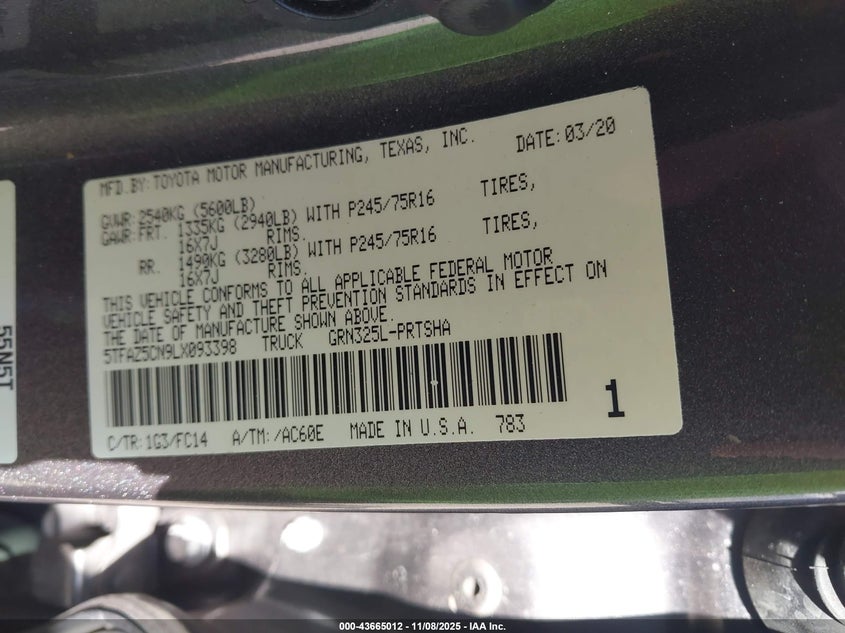 MFD.BY:TOYOTA MOTOR MANUFACTURING, TEXAS, INC. DATE:03/20
GVWR:2540KG (5600LB)
GAWR:FRT. 1335KG (2940LB) WITH P245/75R16 TIRES,
16X7J RIMS.
RR. 1490KG (3280LB) WITH P245/75R16 TIRES,
16X7J RIMS.
THIS VEHICLE CONFORMS TO ALL APPLICABLE FEDERAL MOTOR
VEHICLE SAFETY AND THEFT PREVENTION STANDARDS IN EFFECT ON
THE DATE OF MANUFACTURE SHOWN ABOVE.
5TFAZ5CN9LX093398 TRUCK GRN325L-PRTSHA
1
C/TR:1G3/FC14 A/TM:/AC60E MADE IN U.S.A. 783
55N5T
000-43665012 - 11/08/2025 - IAA Inc.